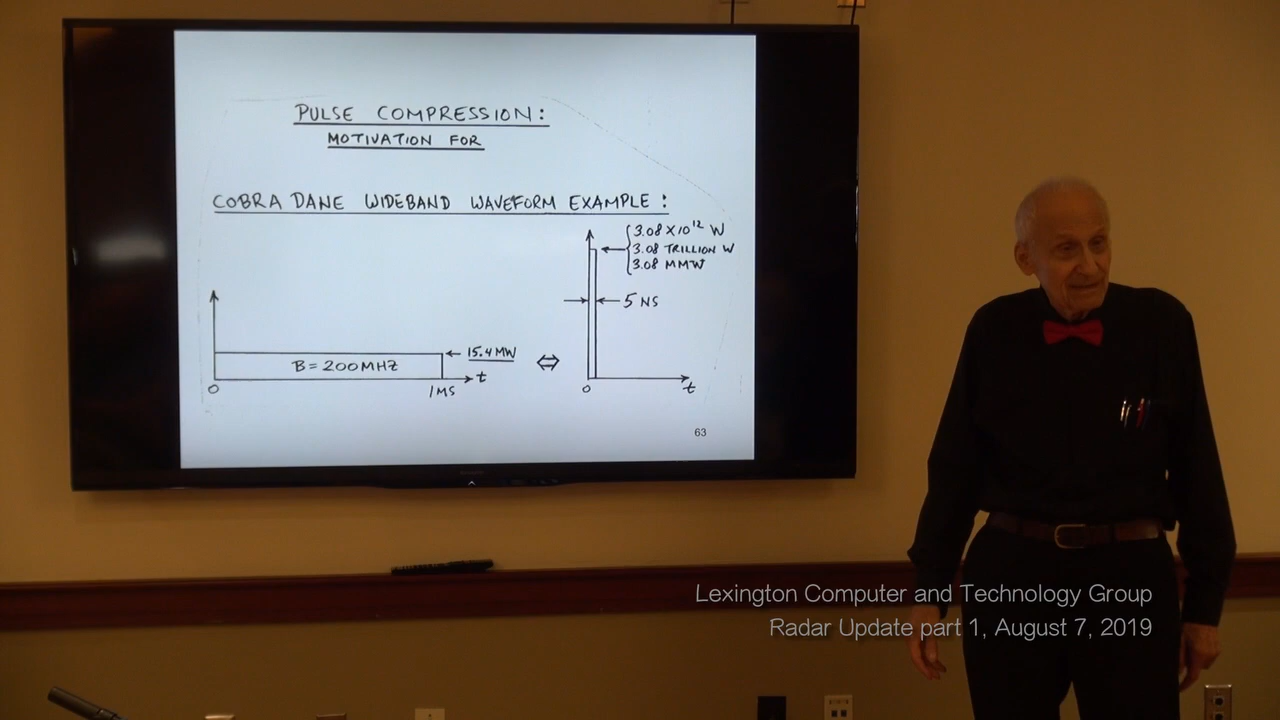 PULSE COMPRESSION:
MOTIVATION FOR
COBRA DANE WIDEBAND WAVEFORM EXAMPLE:
3.08 X 10¹² W
3.08 TRILLION W
3.08 MMW
5 NS
15.4 MW
B = 200 MHZ
0
1MS
t
0
t
63
Lexington Computer and Technology Group
Radar Update part 1, August 7, 2019